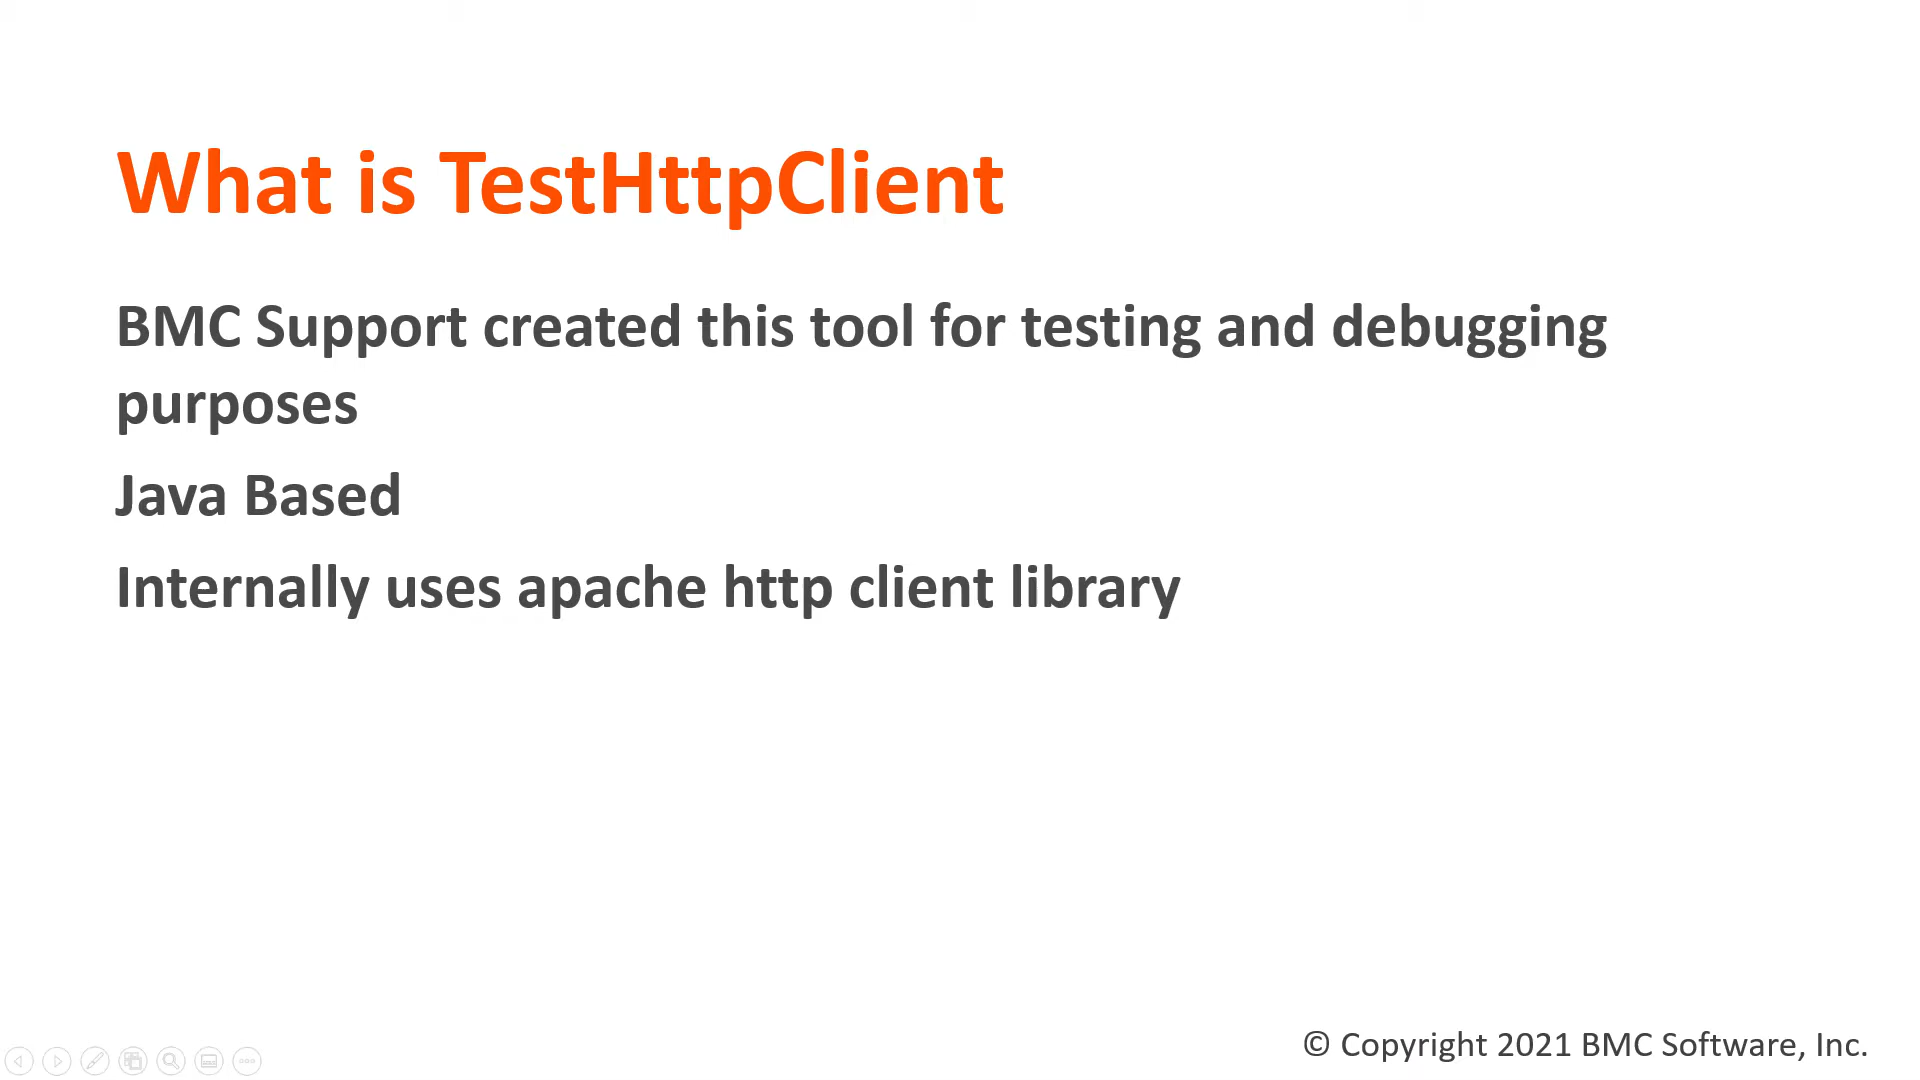 What is TestHttpClient
BMC Support created this tool for testing and debugging
purposes
Java Based
Internally uses apache http client library
© Copyright 2021 BMC Software, Inc.